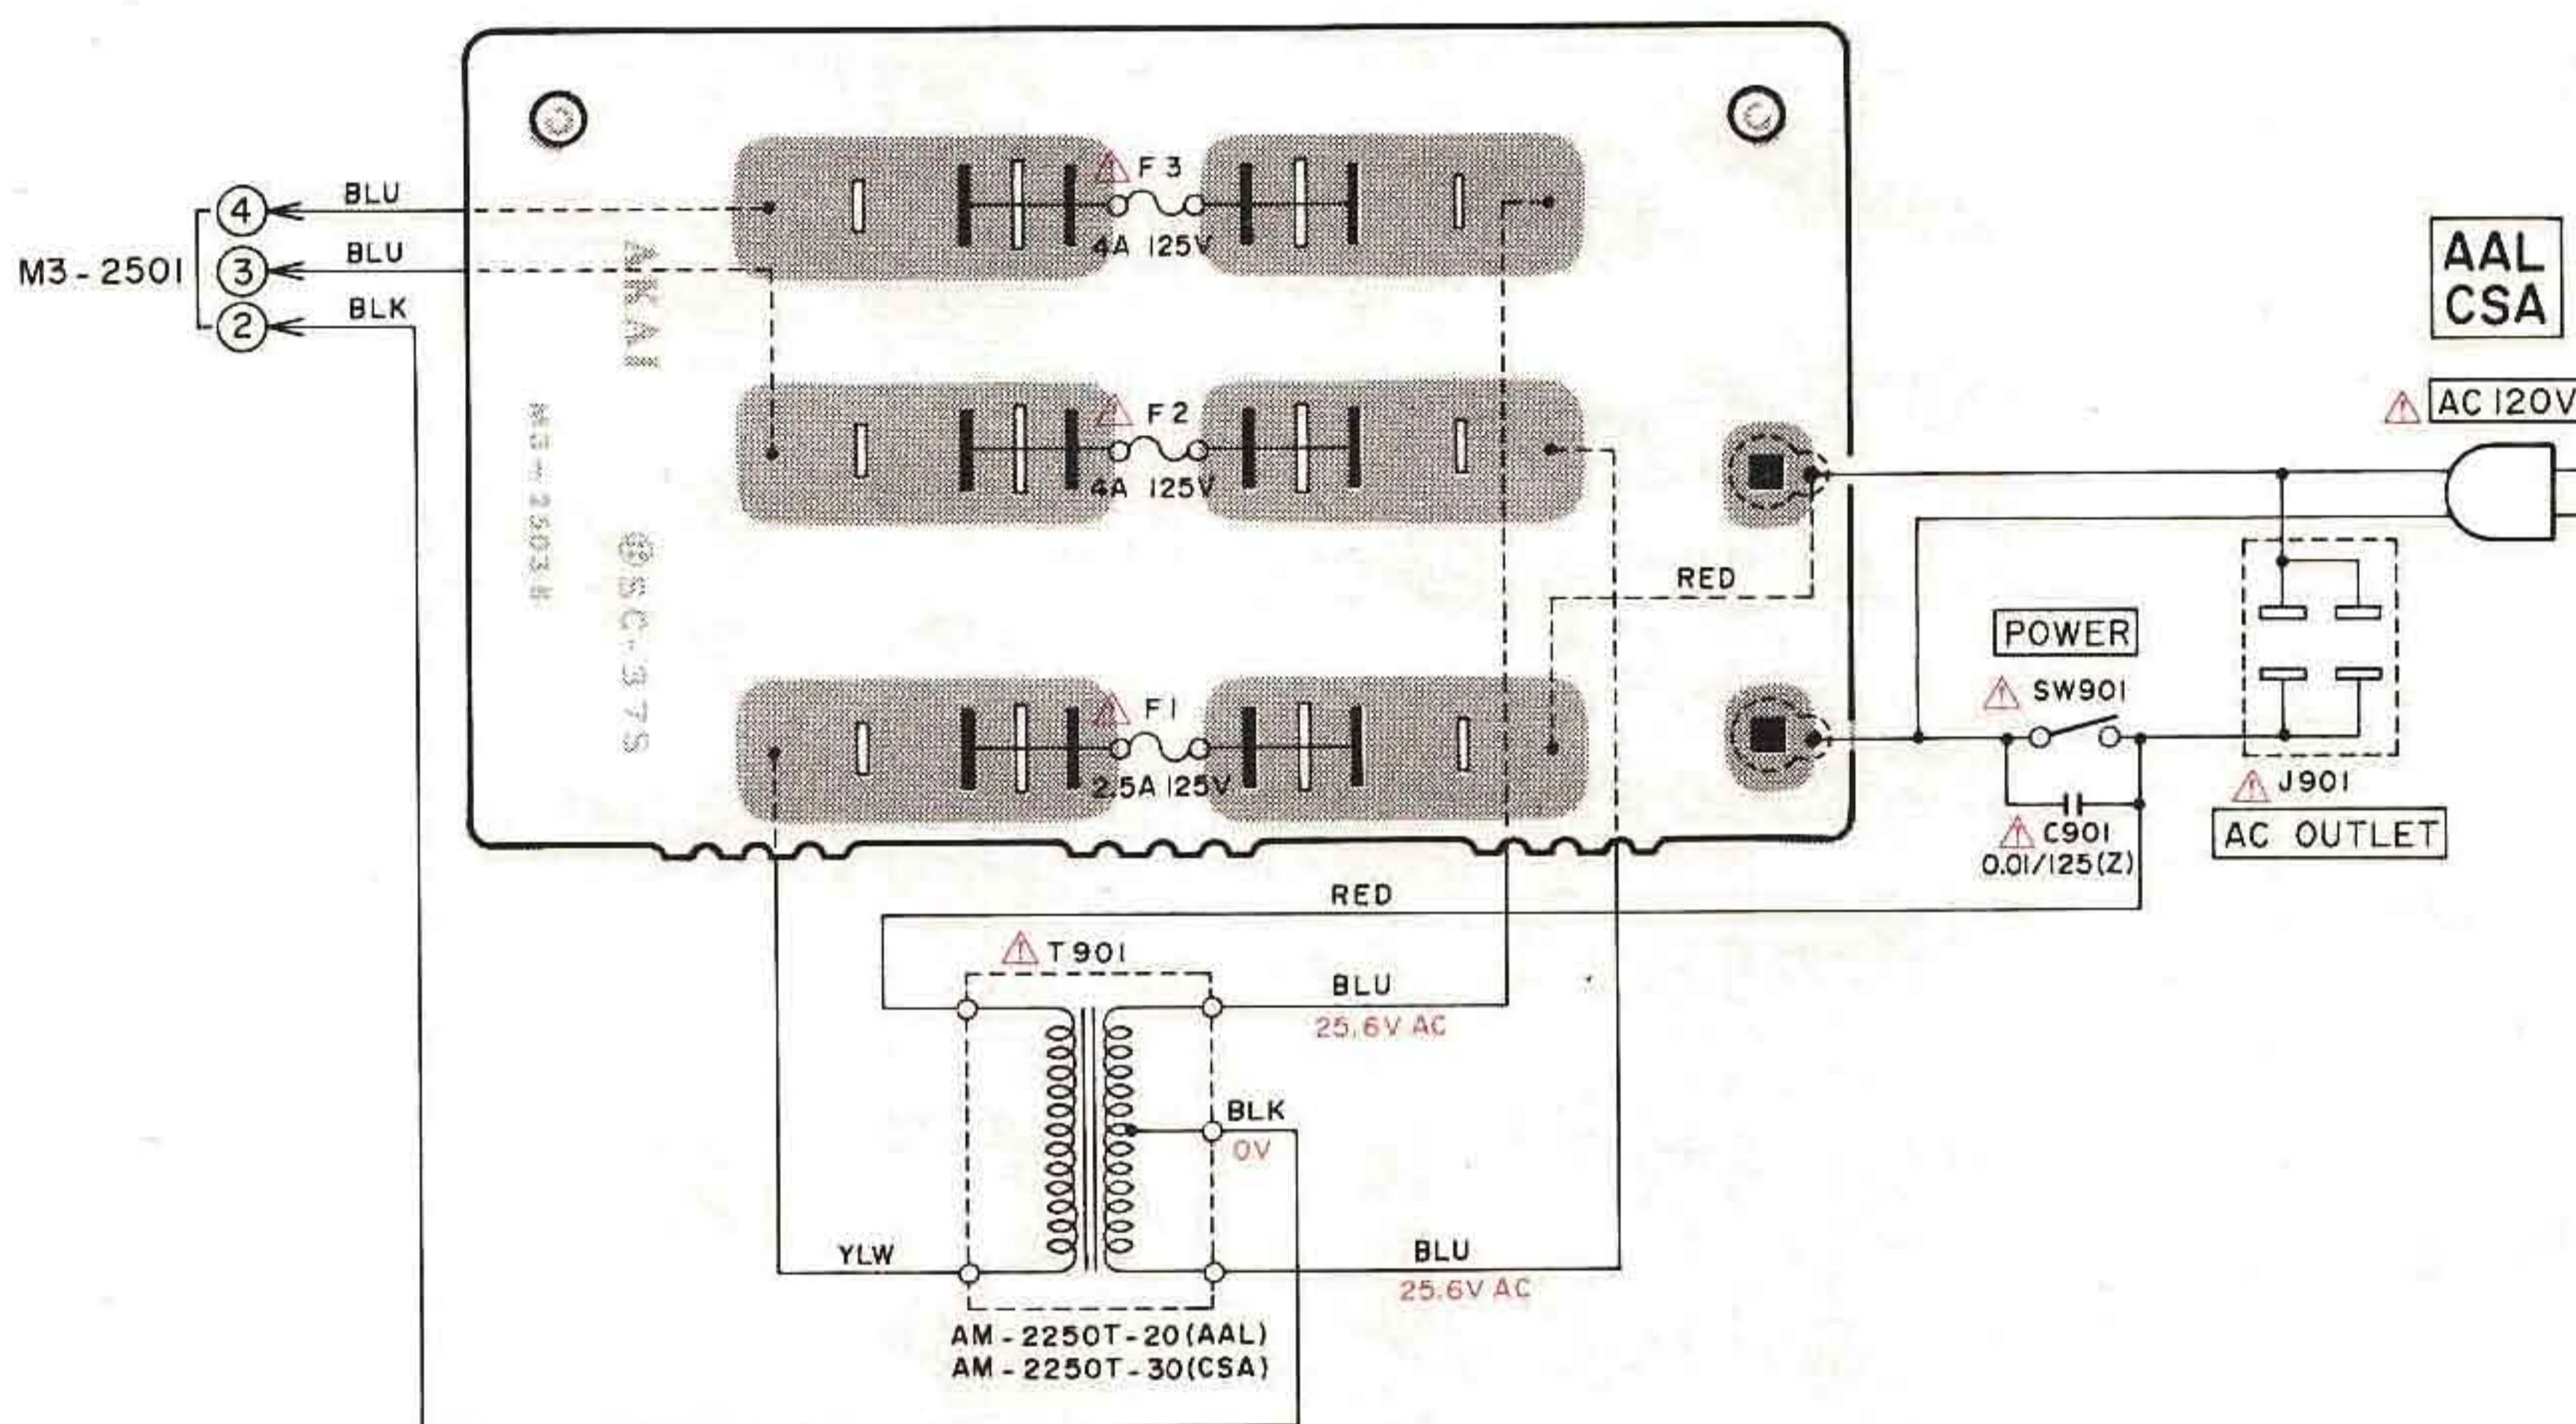 F3
4A 125V
BLU
4
BLU
M3-2501
3
BLK
2
AKAI
AAL
CSA
AC 120V
F2
4A 125V
SC-37S
RED
POWER
SW901
F1
2.5A 125V
J901
AC OUTLET
C901
0.01/125(Z)
RED
T901
BLU
25.6V AC
BLK
0V
YLW
BLU
25.6V AC
AM-2250T-20(AAL)
AM-2250T-30(CSA)